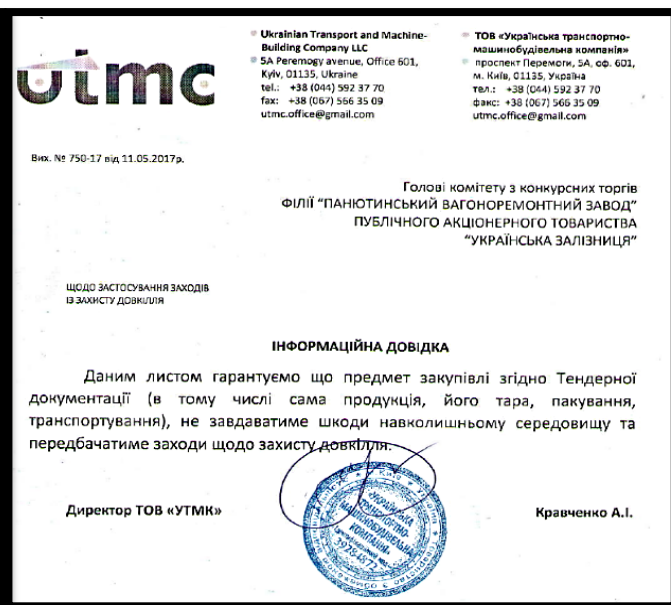 utmc
Ukrainian Transport and Machine-
Building Company LLC
5A Peremogy avenue, Office 601,
Kyiv, 01135, Ukraine
tel.: +38 (044) 592 37 70
fax: +38 (067) 566 35 09
utmc.office@gmail.com
ТОВ «Українська транспортно-
машинобудівельна компанія»
проспект Перемоги, 5А, оф. 601,
м. Київ, 01135, Україна
тел.: +38 (044) 592 37 70
факс: +38 (067) 566 35 09
utmc.office@gmail.com
Вих. № 750-17 від 11.05.2017р.
Голові комітету з конкурсних торгів
ФІЛІЇ "ПАНЮТИНСЬКИЙ ВАГОНОРЕМОНТНИЙ ЗАВОД"
ПУБЛІЧНОГО АКЦІОНЕРНОГО ТОВАРИСТВА
"УКРАЇНСЬКА ЗАЛІЗНИЦЯ"
ЩОДО ЗАСТОСУВАННЯ ЗАХОДІВ
ІЗ ЗАХИСТУ ДОВКІЛЛЯ
ІНФОРМАЦІЙНА ДОВІДКА
Даним листом гарантуємо що предмет закупівлі згідно Тендерної
документації (в тому числі сама продукція, його тара, пакування,
транспортування), не завдаватиме шкоди навколишньому середовищу та
передбачатиме заходи щодо захисту довкілля.
Директор ТОВ «УТМК»
Кравченко А.І.
"УКРАЇНСЬКА
ТРАНСПОРТНО-
МАШИНОБУДІВЕЛЬНА
КОМПАНІЯ"
39284872